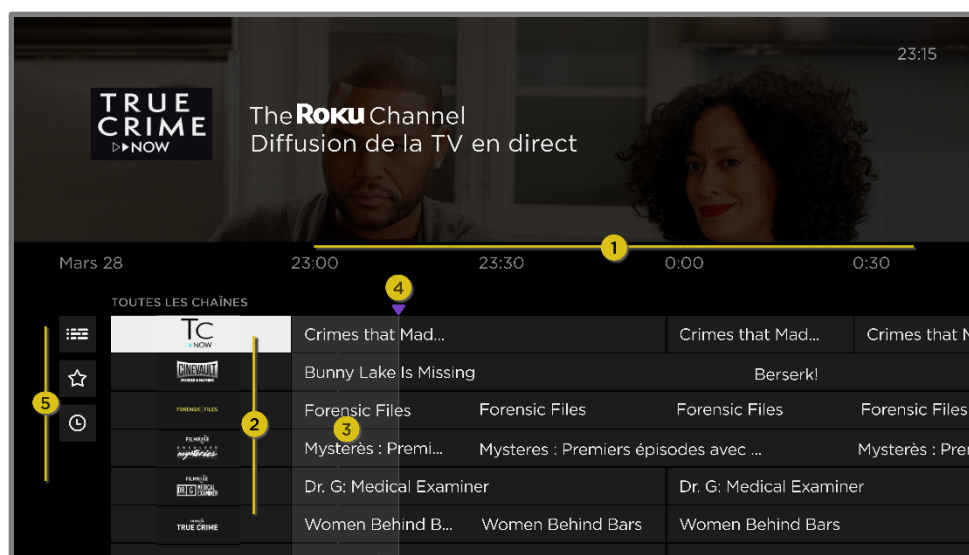 23:15
TRUE
CRIME
NOW
The ROKU Channel
Diffusion de la TV en direct
1
Mars 28 23:00 23:30 0:00 0:30
4
TOUTES LES CHAÎNES
TC
NOW
Crimes that Mad... Crimes that Mad... Crimes that M
CINEVAULT
Bunny Lake Is Missing Berserk!
5
FORENSIC FILES
2
Forensic Files Forensic Files Forensic Files Forensic Files
3
FILMRISE
mysteries
Mysterès : Premi... Mysteres : Premiers épisodes avec ... Mysterès : Pre
FILMRISE
DR G MEDICAL
EXAMINER
Dr. G: Medical Examiner Dr. G: Medical Examiner
TRUE CRIME
Women Behind B... Women Behind Bars Women Behind Bars